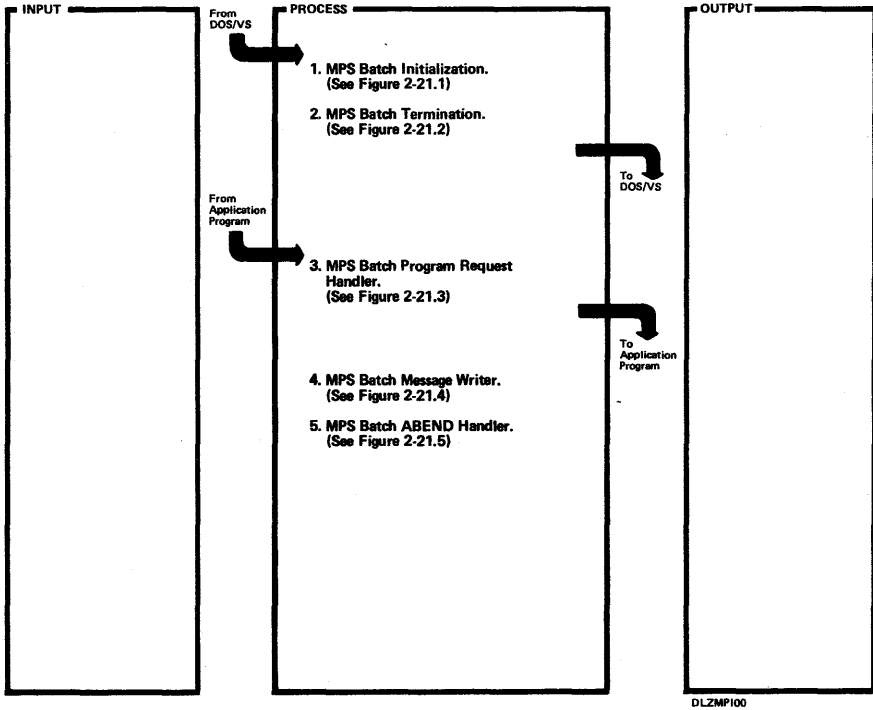 INPUT
From
DOS/VS
PROCESS
OUTPUT
1. MPS Batch Initialization.
(See Figure 2-21.1)
2. MPS Batch Termination.
(See Figure 2-21.2)
To
DOS/VS
From
Application
Program
3. MPS Batch Program Request
Handler.
(See Figure 2-21.3)
To
Application
Program
4. MPS Batch Message Writer.
(See Figure 2-21.4)
5. MPS Batch ABEND Handler.
(See Figure 2-21.5)
DLZMPI00